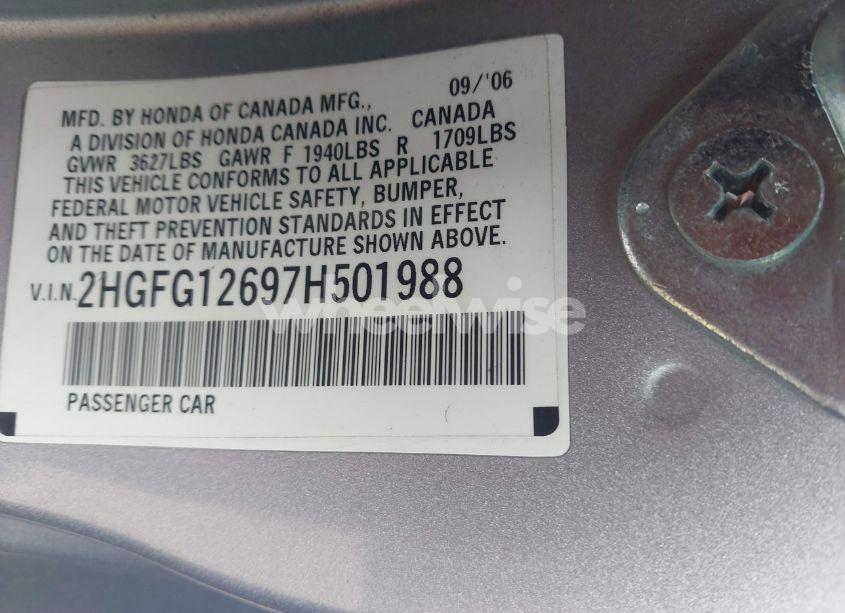 09/'06
MFD. BY HONDA OF CANADA MFG.,
A DIVISION OF HONDA CANADA INC. CANADA
GVWR 3627LBS GAWR F 1940LBS R 1709LBS
THIS VEHICLE CONFORMS TO ALL APPLICABLE
FEDERAL MOTOR VEHICLE SAFETY, BUMPER,
AND THEFT PREVENTION STANDARDS IN EFFECT
ON THE DATE OF MANUFACTURE SHOWN ABOVE.
V.I.N. 2HGFG12697H501988
wheelwise
PASSENGER CAR